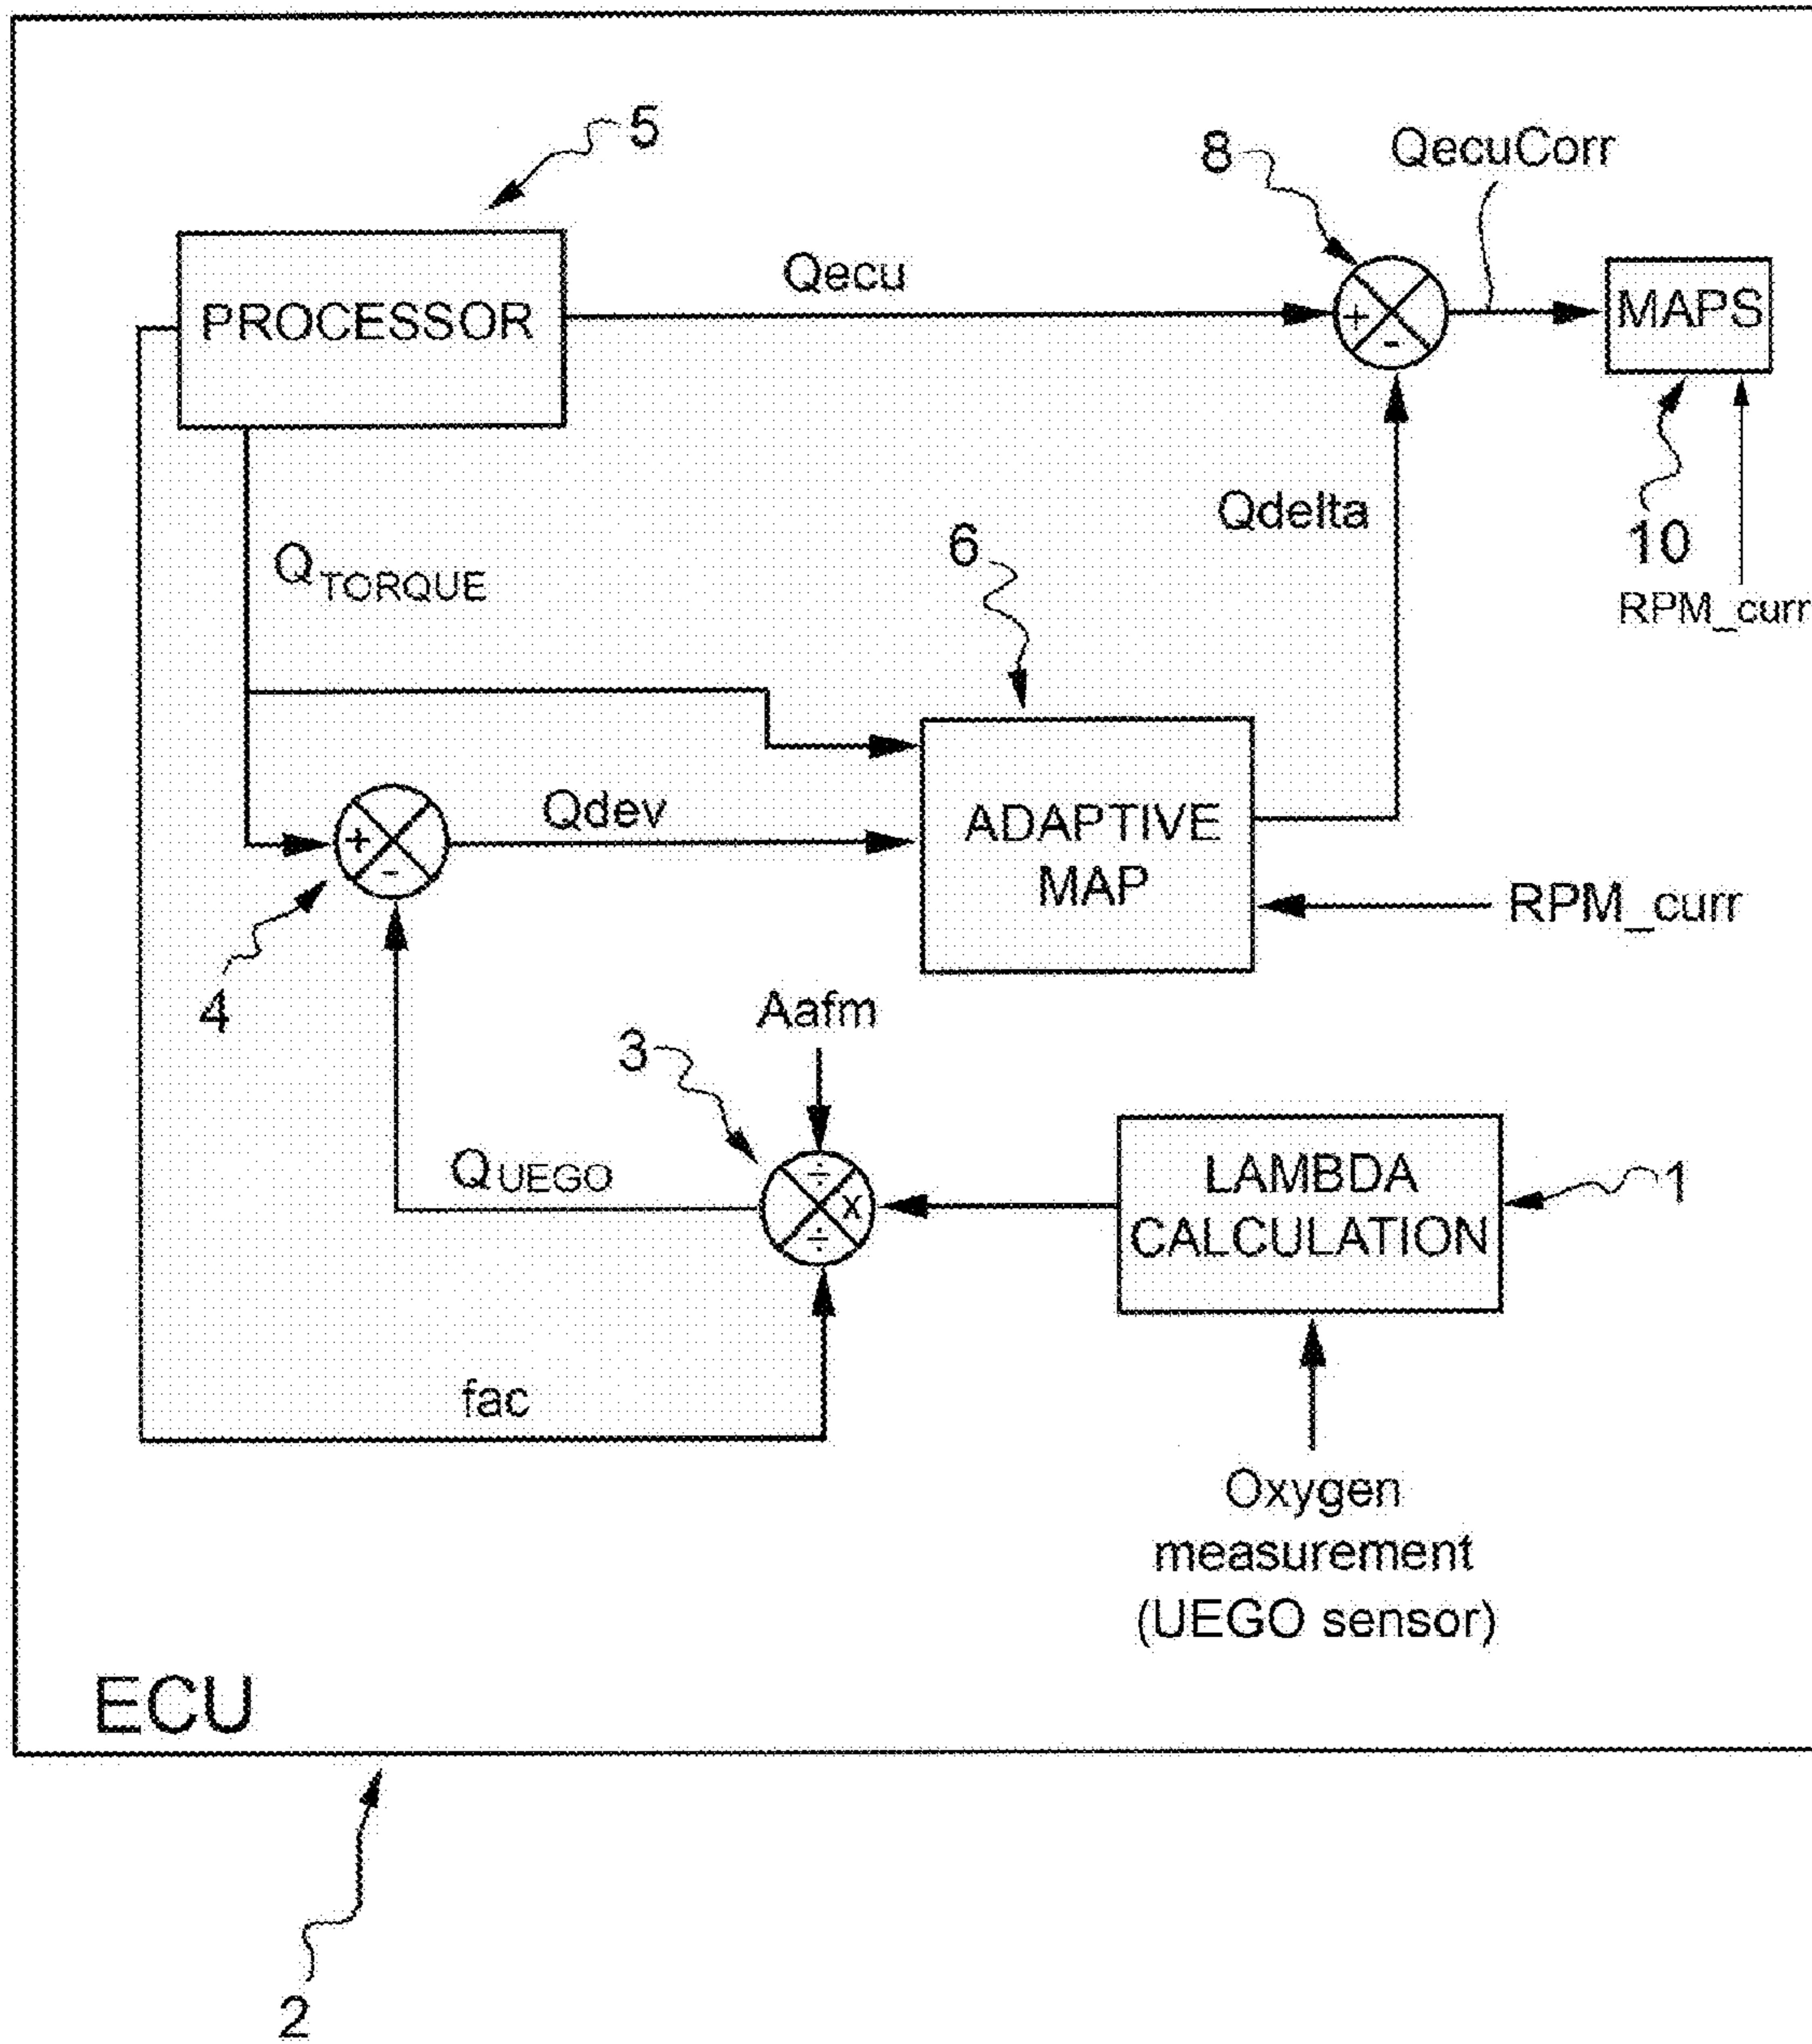 5
8
QecuCorr
PROCESSOR
Qecu
+
-
MAPS
10
RPM_curr
Qdelta
6
QTORQUE
ADAPTIVE
MAP
Qdev
+
-
4
RPM_curr
Aafm
3
÷
x
÷
QUEGO
LAMBDA
CALCULATION
1
fac
Oxygen
measurement
(UEGO sensor)
ECU
2